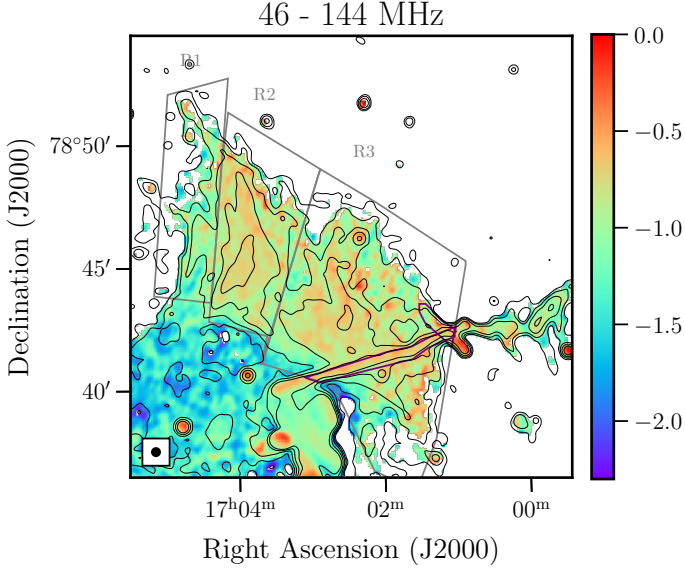 46 - 144 MHz
R1
R2
R3
78°50′
45′
40′
Declination (J2000)
17ʰ04ᵐ
02ᵐ
00ᵐ
Right Ascension (J2000)
0.0
−0.5
−1.0
−1.5
−2.0